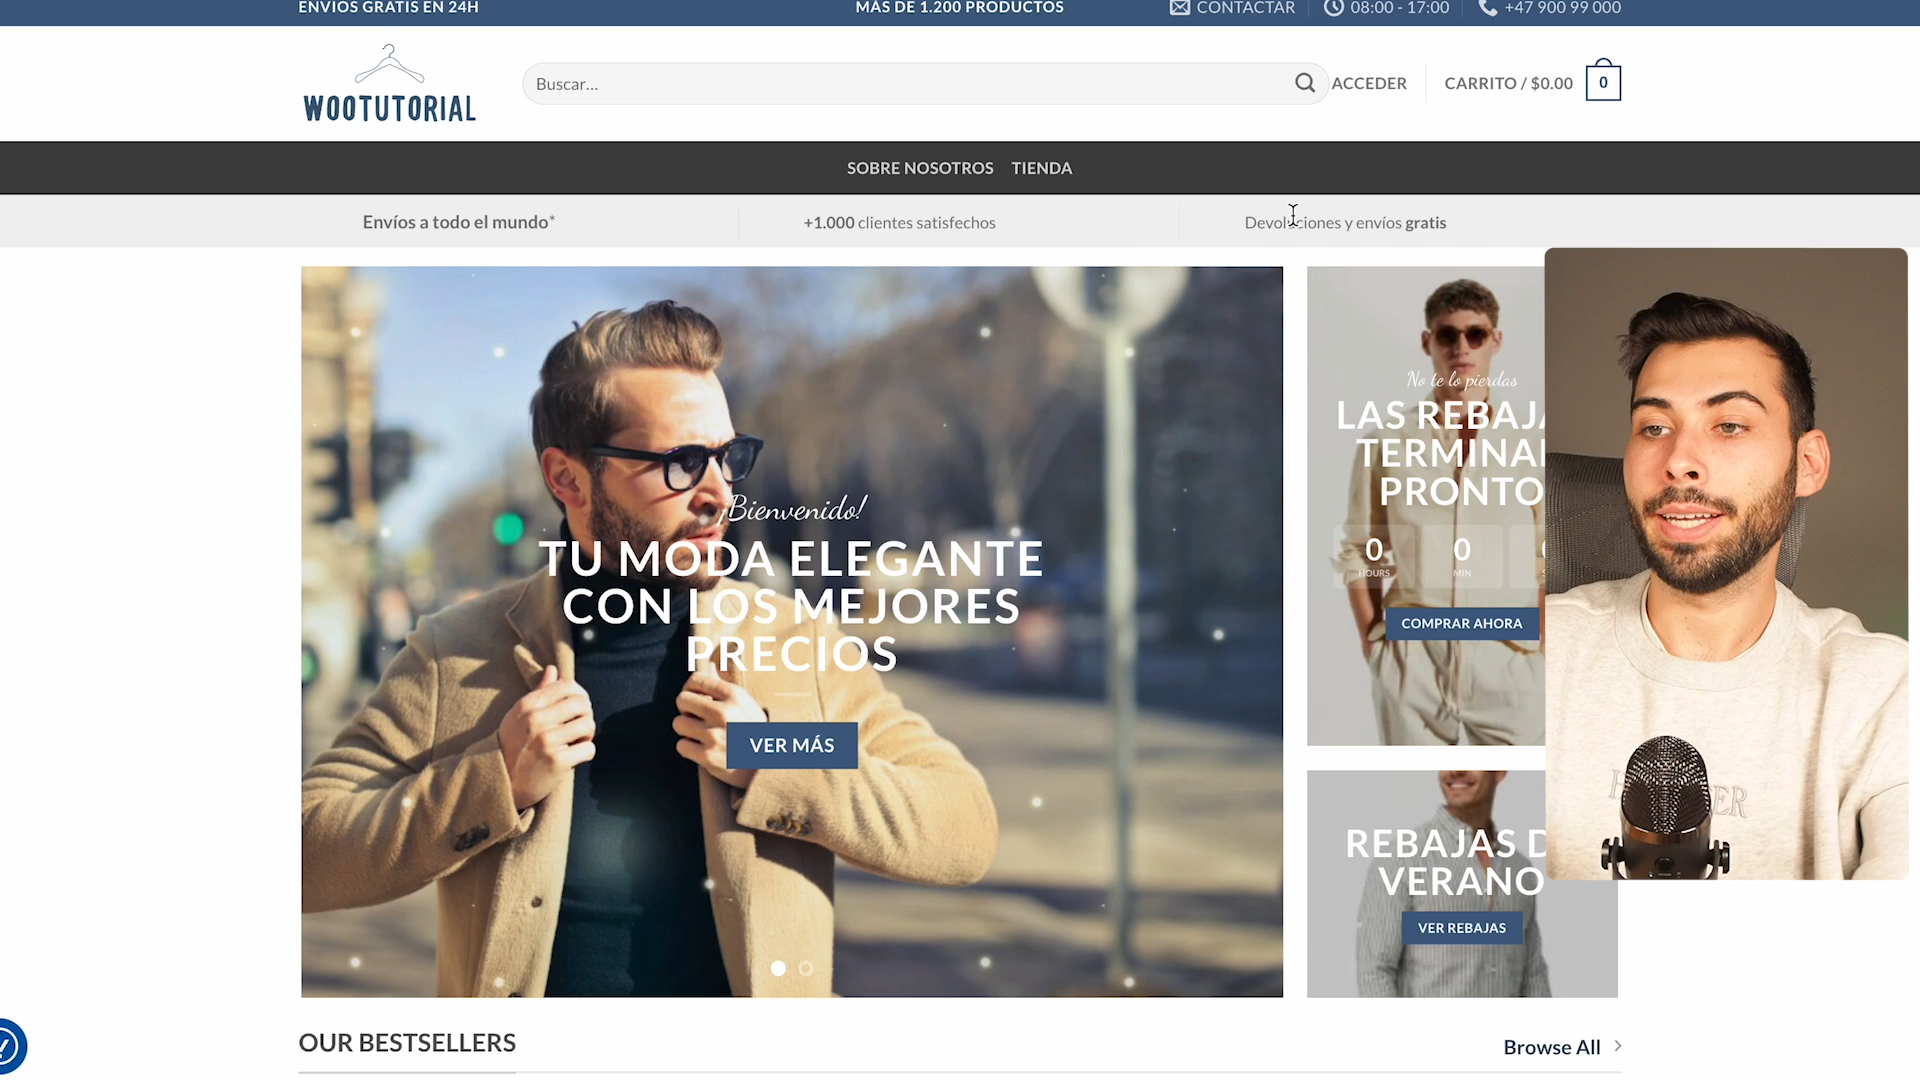 ENVÍOS GRATIS EN 24H
MÁS DE 1.200 PRODUCTOS
CONTACTAR
08:00 - 17:00
+47 900 99 000
WOOTUTORIAL
Buscar...
ACCEDER
CARRITO / $0.00
0
SOBRE NOSOTROS
TIENDA
Envíos a todo el mundo*
+1.000 clientes satisfechos
Devoluciones y envíos gratis
¡Bienvenido!
TU MODA ELEGANTE
CON LOS MEJORES
PRECIOS
VER MÁS
No te lo pierdas
LAS
TERMINA
PRONTO
0
HOURS
0
MIN
COMPRAR AHORA
REBAJAS
VERANO
VER REBAJAS
OUR BESTSELLERS
Browse All